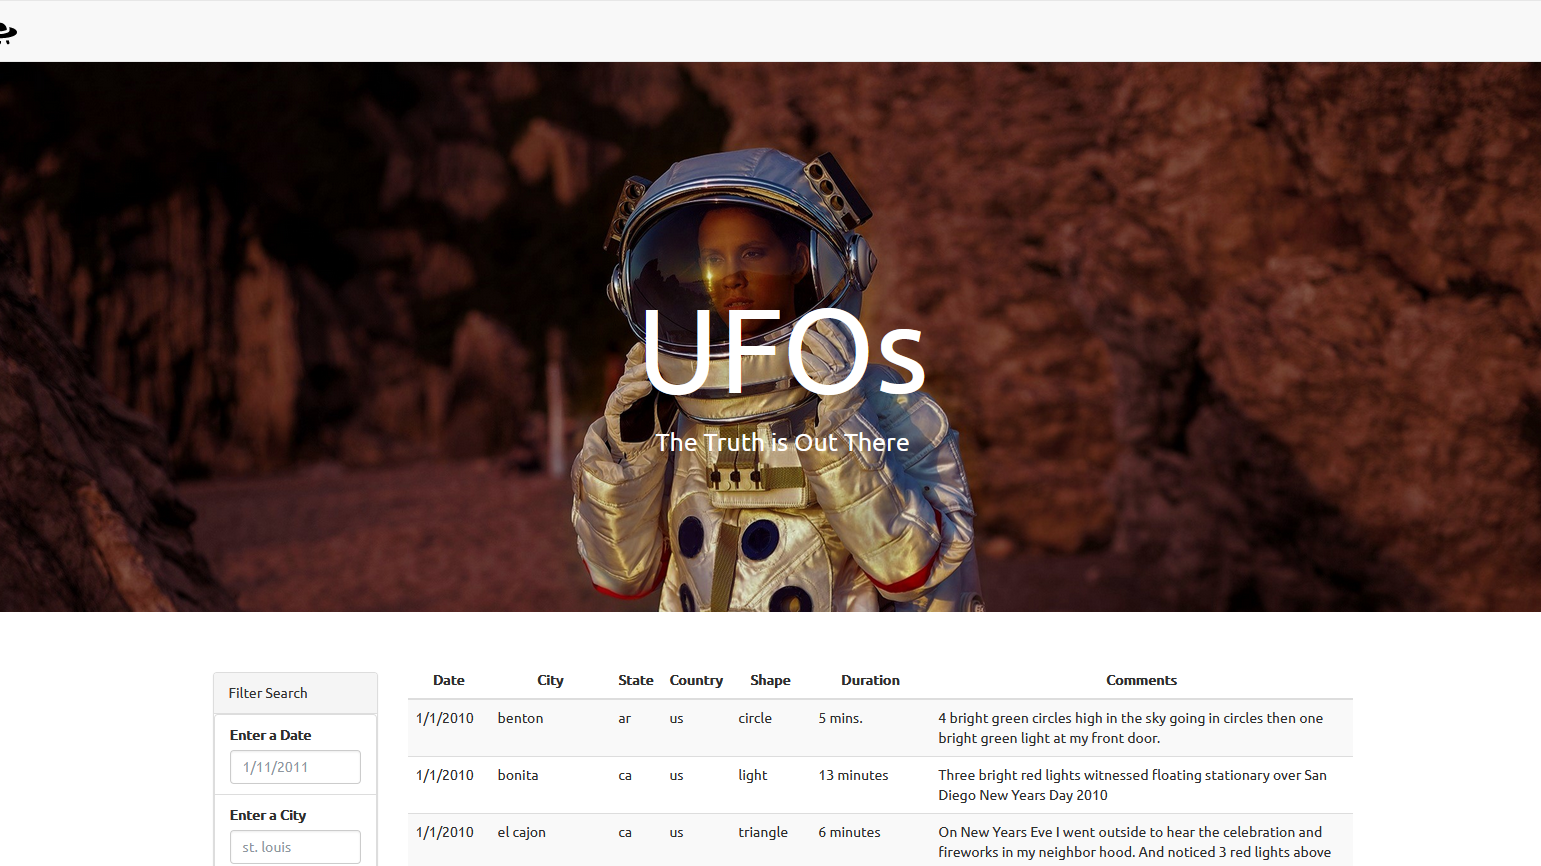 UFOs
The Truth is Out There
Filter Search
Enter a Date
1/11/2011
Enter a City
st. louis
Date City State Country Shape Duration Comments
1/1/2010 benton ar us circle 5 mins. 4 bright green circles high in the sky going in circles then one
bright green light at my front door.
1/1/2010 bonita ca us light 13 minutes Three bright red lights witnessed floating stationary over San
Diego New Years Day 2010
1/1/2010 el cajon ca us triangle 6 minutes On New Years Eve I went outside to hear the celebration and
fireworks in my neighbor hood. And noticed 3 red lights above